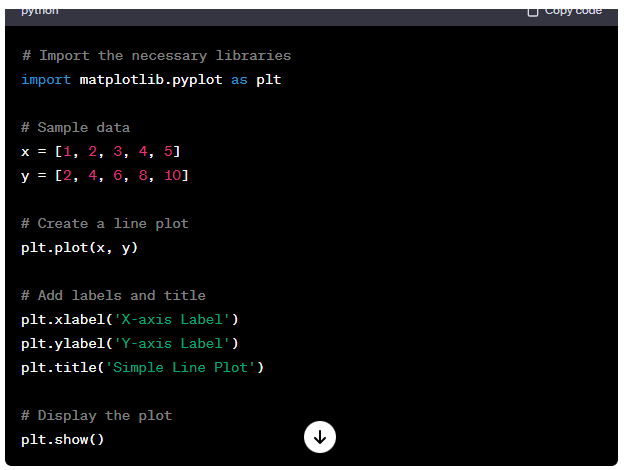 python Copy code
# Import the necessary libraries
import matplotlib.pyplot as plt
# Sample data
x = [1, 2, 3, 4, 5]
y = [2, 4, 6, 8, 10]
# Create a line plot
plt.plot(x, y)
# Add labels and title
plt.xlabel('X-axis Label')
plt.ylabel('Y-axis Label')
plt.title('Simple Line Plot')
# Display the plot
plt.show()